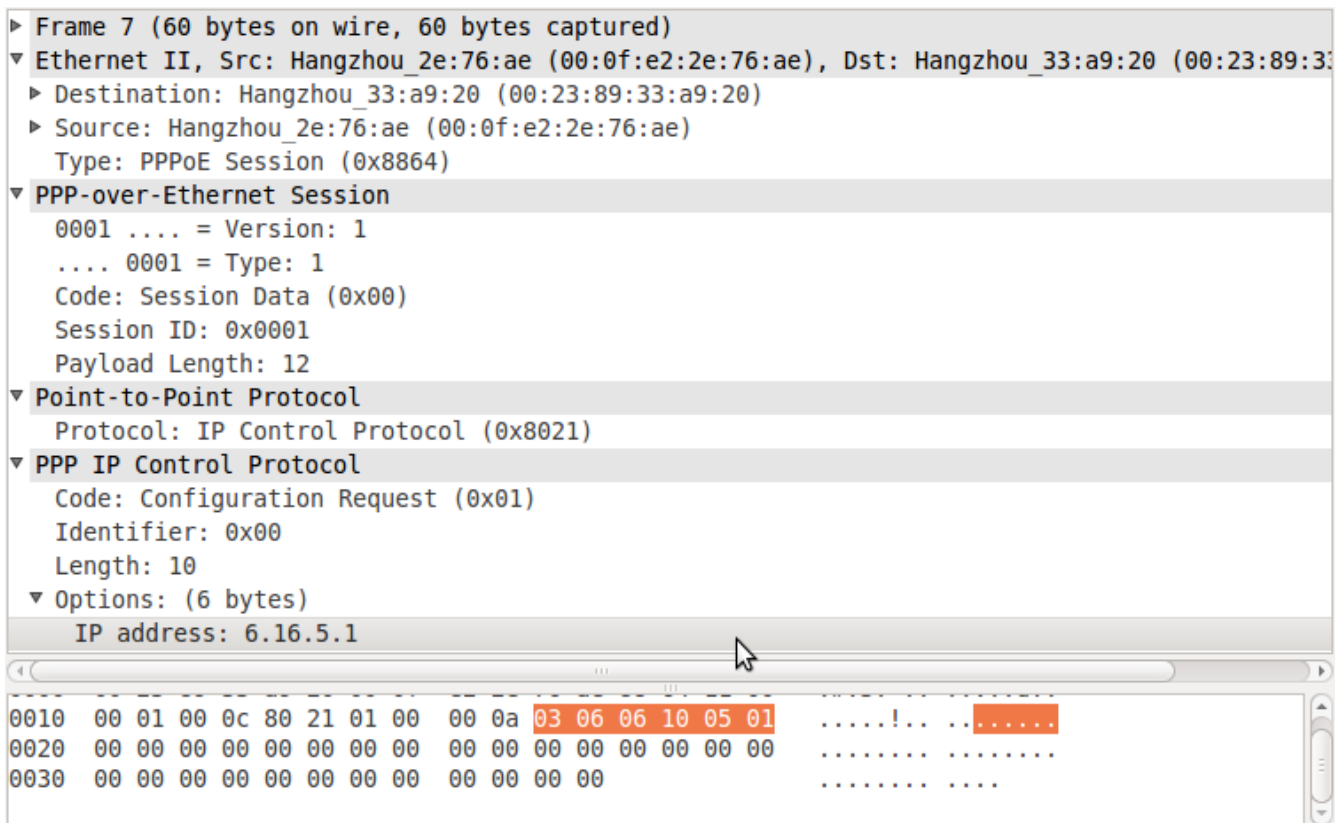 Frame 7 (60 bytes on wire, 60 bytes captured)
Ethernet II, Src: Hangzhou_2e:76:ae (00:0f:e2:2e:76:ae), Dst: Hangzhou_33:a9:20 (00:23:89:33
Destination: Hangzhou_33:a9:20 (00:23:89:33:a9:20)
Source: Hangzhou_2e:76:ae (00:0f:e2:2e:76:ae)
Type: PPPoE Session (0x8864)
PPP-over-Ethernet Session
0001 .... = Version: 1
.... 0001 = Type: 1
Code: Session Data (0x00)
Session ID: 0x0001
Payload Length: 12
Point-to-Point Protocol
Protocol: IP Control Protocol (0x8021)
PPP IP Control Protocol
Code: Configuration Request (0x01)
Identifier: 0x00
Length: 10
Options: (6 bytes)
IP address: 6.16.5.1
0010 00 01 00 0c 80 21 01 00 00 0a 03 06 06 10 05 01 .....!.. ........
0020 00 00 00 00 00 00 00 00 00 00 00 00 00 00 00 00 ........ ........
0030 00 00 00 00 00 00 00 00 00 00 00 00 ........ ....